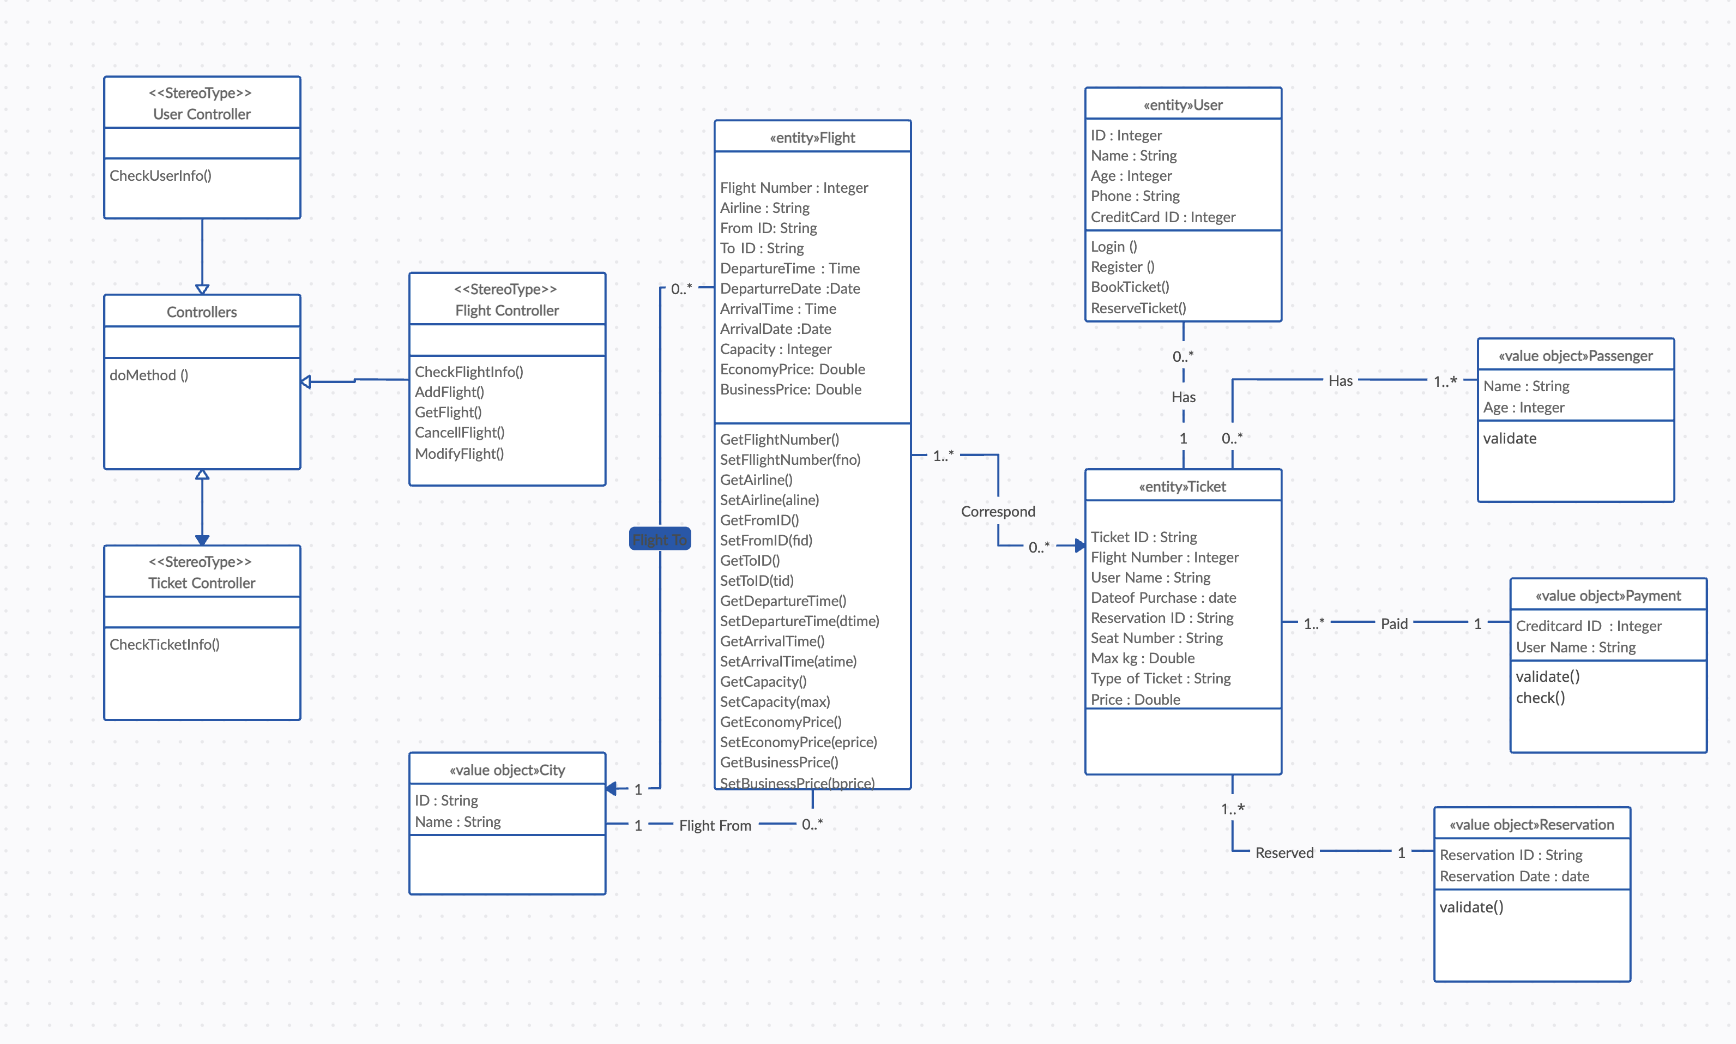 <<StereoType>>
User Controller
CheckUserInfo()
Controllers
doMethod ()
<<StereoType>>
Ticket Controller
CheckTicketInfo()
<<StereoType>>
Flight Controller
CheckFlightInfo()
AddFlight()
GetFlight()
CancellFlight()
ModifyFlight()
«value object»City
ID : String
Name : String
0..*
Flight To
1
1
Flight From
0..*
«entity»Flight
Flight Number : Integer
Airline : String
From ID: String
To ID : String
DepartureTime : Time
DeparturreDate :Date
ArrivalTime : Time
ArrivalDate :Date
Capacity : Integer
EconomyPrice: Double
BusinessPrice: Double
GetFlightNumber()
SetFllightNumber(fno)
GetAirline()
SetAirline(aline)
GetFromID()
SetFromID(fid)
GetToID()
SetToID(tid)
GetDepartureTime()
SetDepartureTime(dtime)
GetArrivalTime()
SetArrivalTime(atime)
GetCapacity()
SetCapacity(max)
GetEconomyPrice()
SetEconomyPrice(eprice)
GetBusinessPrice()
SetBusinessPrice(bprice)
1..*
Correspond
0..*
«entity»User
ID : Integer
Name : String
Age : Integer
Phone : String
CreditCard ID : Integer
Login ()
Register ()
BookTicket()
ReserveTicket()
0..*
Has
1
0..*
Has
1..*
«entity»Ticket
Ticket ID : String
Flight Number : Integer
User Name : String
Dateof Purchase : date
Reservation ID : String
Seat Number : String
Max kg : Double
Type of Ticket : String
Price : Double
«value object»Passenger
Name : String
Age : Integer
validate
1..*
Paid
1
«value object»Payment
Creditcard ID : Integer
User Name : String
validate()
check()
1..*
Reserved
1
«value object»Reservation
Reservation ID : String
Reservation Date : date
validate()